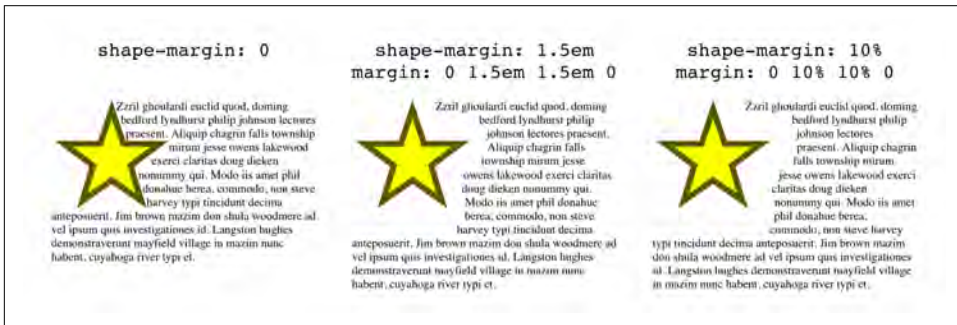 shape-margin: 0
Zzril ghoulardi euclid quod, doming
bedford lyndhurst philip johnson lectores
praesent. Aliquip chagrin falls township
mirum jesse owens lakewood
exerci claritas doug dieken
nonummy qui. Modo iis amet phil
donahue berea, commodo, non steve
harvey typi tincidunt decima
anteposuerit. Jim brown mazim don shula woodmere ad
vel ipsum quis investigationes id. Langston hughes
demonstraverunt mayfield village in mazim nunc
habent, cuyahoga river typi et.
shape-margin: 1.5em
margin: 0 1.5em 1.5em 0
Zzril ghoulardi euclid quod, doming
bedford lyndhurst philip
johnson lectores praesent.
Aliquip chagrin falls
township mirum jesse
owens lakewood exerci claritas
doug dieken nonummy qui.
Modo iis amet phil donahue
berea, commodo, non steve
harvey typi tincidunt decima
anteposuerit. Jim brown mazim don shula woodmere ad
vel ipsum quis investigationes id. Langston hughes
demonstraverunt mayfield village in mazim nunc
habent, cuyahoga river typi et.
shape-margin: 10%
margin: 0 10% 10% 0
Zzril ghoulardi euclid quod, doming
bedford lyndhurst philip
johnson lectores
praesent. Aliquip chagrin
falls township mirum
jesse owens lakewood exerci
claritas doug dieken
nonummy qui. Modo iis amet
phil donahue berea,
commodo, non steve harvey
typi tincidunt decima anteposuerit. Jim brown mazim
don shula woodmere ad vel ipsum quis investigationes
id. Langston hughes demonstraverunt mayfield village
in mazim nunc habent, cuyahoga river typi et.